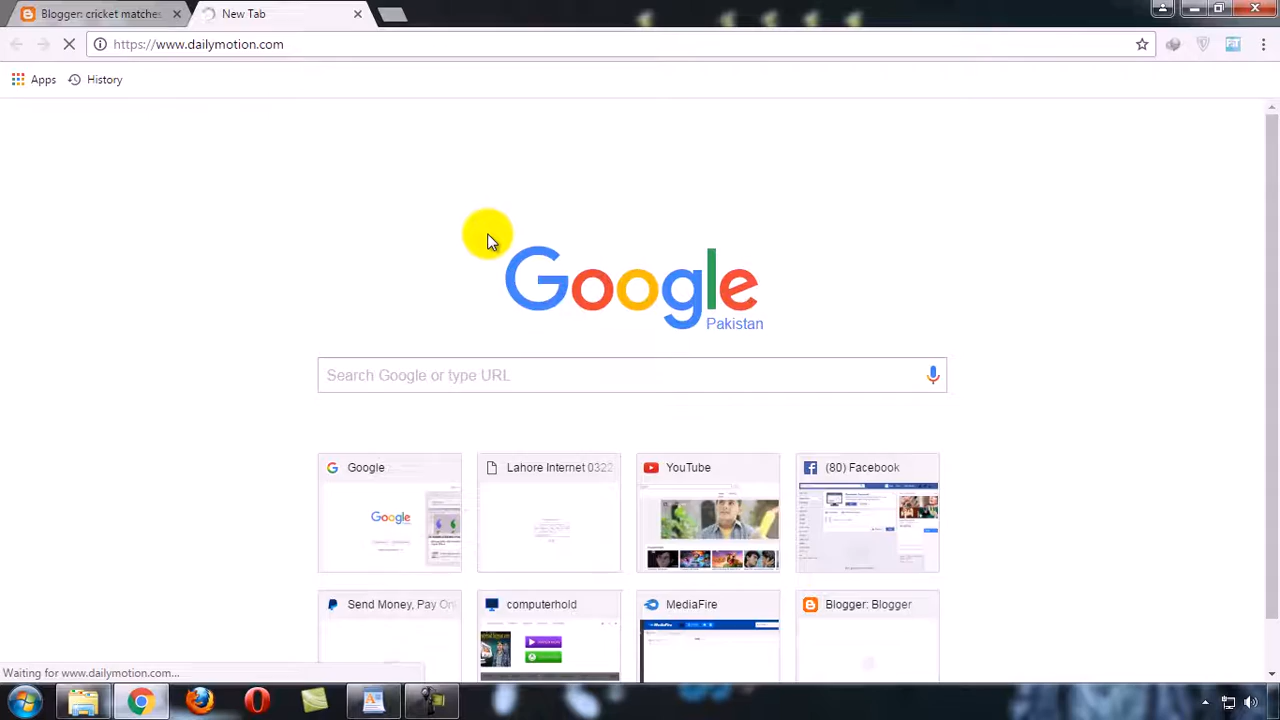 Blogger: cricket matches
New Tab
https://www.dailymotion.com
Apps
History
Google
Pakistan
Search Google or type URL
Google
Lahore Internet 0322
YouTube
(80) Facebook
Google
Send Money, Pay On
computerhold
MediaFire
Blogger: Blogger
Waiting for www.dailymotion.com...